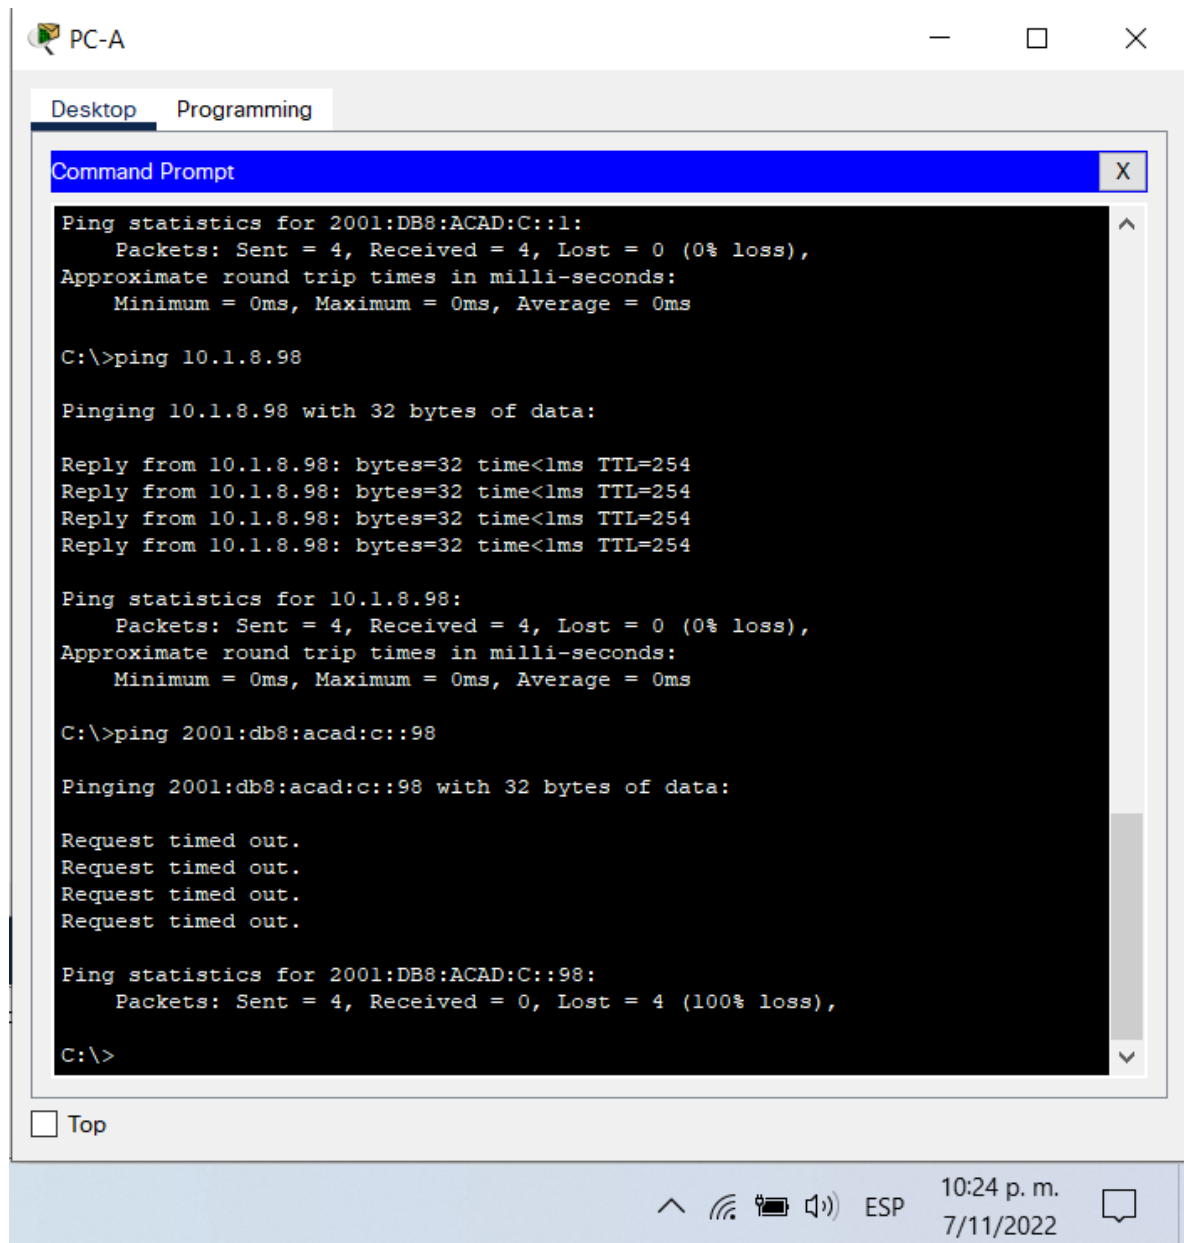 PC-A
Desktop Programming
Command Prompt X
Ping statistics for 2001:DB8:ACAD:C::1:
Packets: Sent = 4, Received = 4, Lost = 0 (0% loss),
Approximate round trip times in milli-seconds:
Minimum = 0ms, Maximum = 0ms, Average = 0ms
C:\>ping 10.1.8.98
Pinging 10.1.8.98 with 32 bytes of data:
Reply from 10.1.8.98: bytes=32 time<1ms TTL=254
Reply from 10.1.8.98: bytes=32 time<1ms TTL=254
Reply from 10.1.8.98: bytes=32 time<1ms TTL=254
Reply from 10.1.8.98: bytes=32 time<1ms TTL=254
Ping statistics for 10.1.8.98:
Packets: Sent = 4, Received = 4, Lost = 0 (0% loss),
Approximate round trip times in milli-seconds:
Minimum = 0ms, Maximum = 0ms, Average = 0ms
C:\>ping 2001:db8:acad:c::98
Pinging 2001:db8:acad:c::98 with 32 bytes of data:
Request timed out.
Request timed out.
Request timed out.
Request timed out.
Ping statistics for 2001:DB8:ACAD:C::98:
Packets: Sent = 4, Received = 0, Lost = 4 (100% loss),
C:\>
Top
ESP
10:24 p. m.
7/11/2022